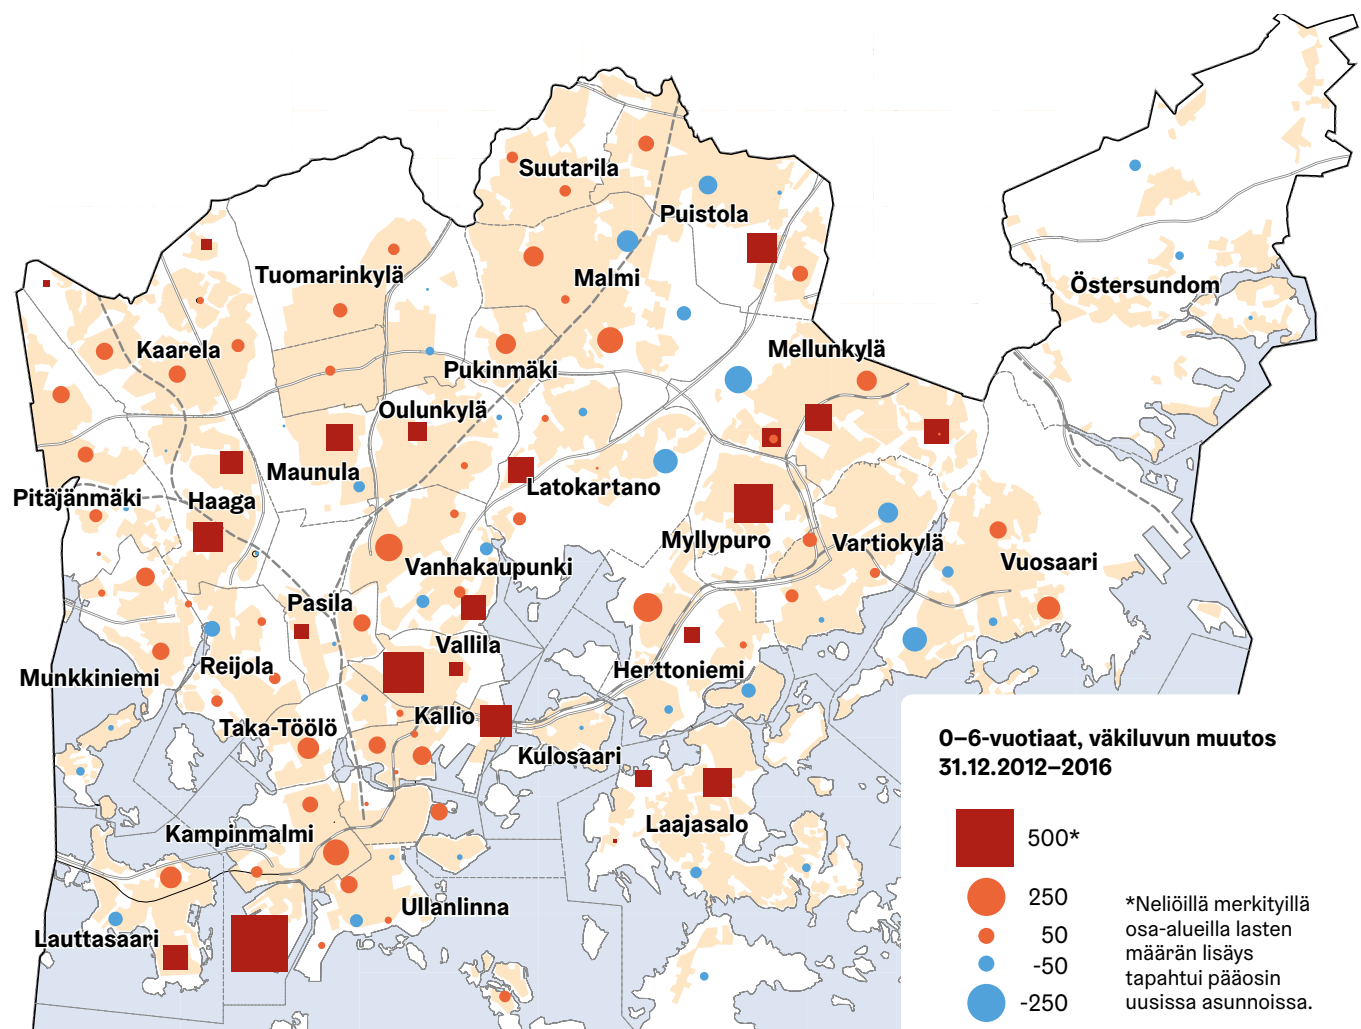 Suutarila
Puistola
Tuomarinkylä
Malmi
Östersundom
Kaarela
Mellunkylä
Pukinmäki
Oulunkylä
Maunula
Latokartano
Pitäjänmäki
Haaga
Myllypuro
Vartiokylä
Vanhakaupunki
Vuosaari
Pasila
Vallila
Reijola
Herttoniemi
Munkkiniemi
Kallio
Taka-Töölö
Kulosaari
Laajasalo
Kampinmalmi
Ullanlinna
Lauttasaari
0–6-vuotiaat, väkiluvun muutos
31.12.2012–2016
500*
250
50
-50
-250
*Neliöillä merkityillä
osa-alueilla lasten
määrän lisäys
tapahtui pääosin
uusissa asunnoissa.